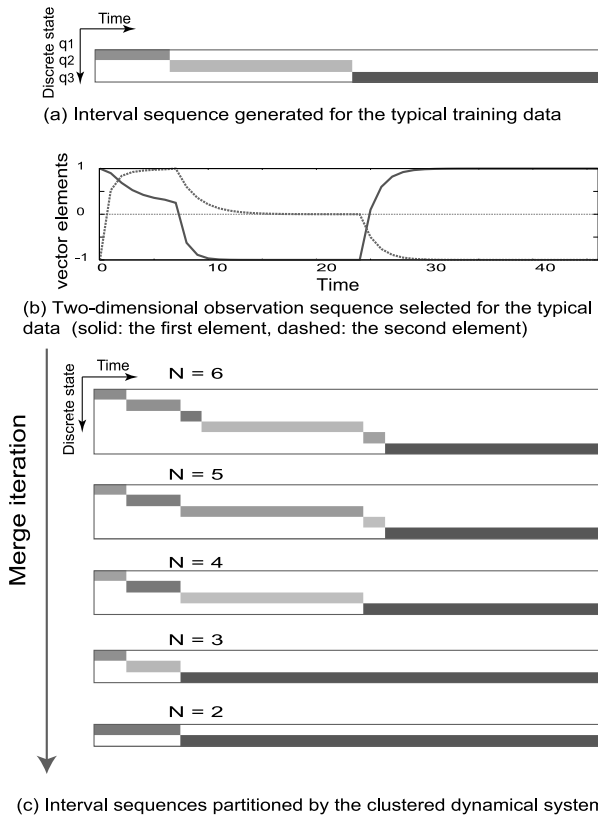 Time
Discrete state
q1
q2
q3
(a) Interval sequence generated for the typical training data
vector elements
1
0
-1
0
10
20
30
40
Time
(b) Two-dimensional observation sequence selected for the typical
data (solid: the first element, dashed: the second element)
Merge iteration
Time
Discrete state
N = 6
N = 5
N = 4
N = 3
N = 2
(c) Interval sequences partitioned by the clustered dynamical system